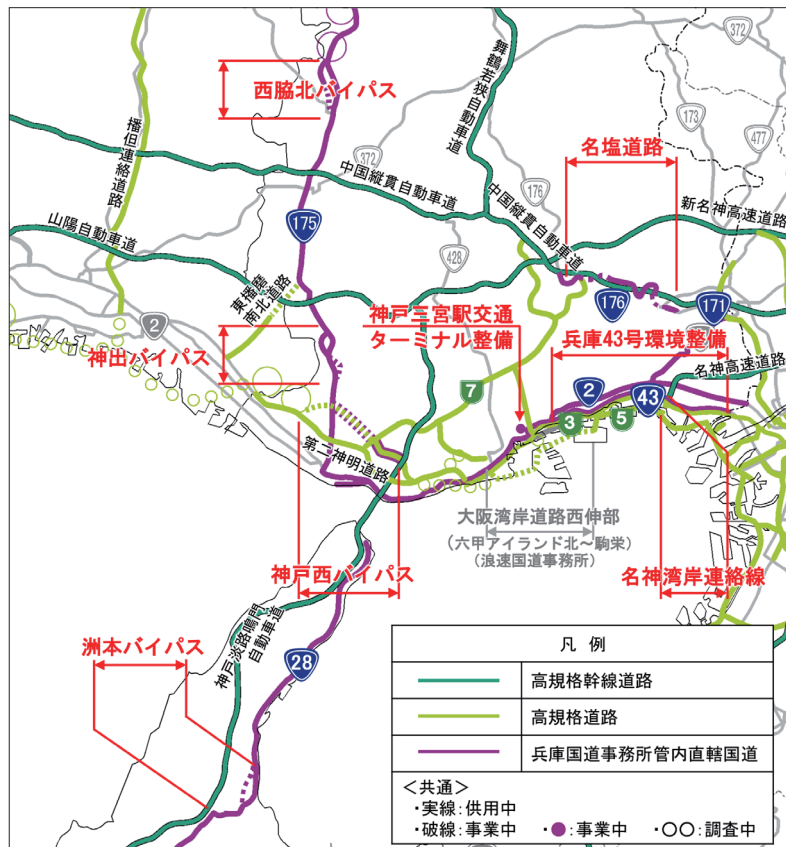 372
西脇北バイパス
舞鶴若狭自動車道
173
477
播但連絡道路
372
名塩道路
中国縦貫自動車道
176
中国縦貫自動車道
新名神高速道路
山陽自動車道
175
428
東播磨
南北道路
2
神戸三宮駅交通
ターミナル整備
176
171
兵庫43号環境整備
神出バイパス
名神高速道路
7
2
43
3
5
第二神明道路
大阪湾岸道路西伸部
(六甲アイランド北~駒栄)
(浪速国道事務所)
神戸西バイパス
名神湾岸連絡線
洲本バイパス
神戸淡路鳴門
自動車道
28
凡 例
高規格幹線道路
高規格道路
兵庫国道事務所管内直轄国道
<共通>
・実線:供用中
・破線:事業中 ・●:事業中 ・○○:調査中